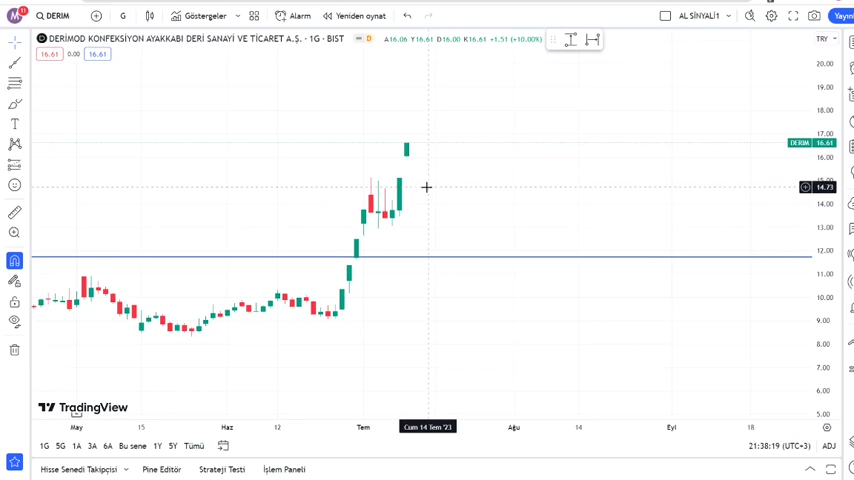 M 11 DERIM G Göstergeler Alarm Yeniden oynat AL SİNYALİ1 Yayın
DERİMOD KONFEKSİYON AYAKKABI DERİ SANAYİ VE TİCARET A.Ş. · 1G · BIST D A16.06 Y16.61 D16.00 K16.61 +1.51 (+10.00%) TRY
16.61 0.00 16.61
20.00
19.00
18.00
17.00
DERIM 16.61
16.00
15.00
14.73
14.00
13.00
12.00
11.00
10.00
9.00
8.00
7.00
6.00
5.00
TradingView
May 15 Haz 12 Tem Cum 14 Tem '23 Ağu 14 Eyl 18
1G 5G 1A 3A 6A Bu sene 1Y 5Y Tümü 21:38:19 (UTC+3) ADJ
Hisse Senedi Takipçisi Pine Editör Strateji Testi İşlem Paneli